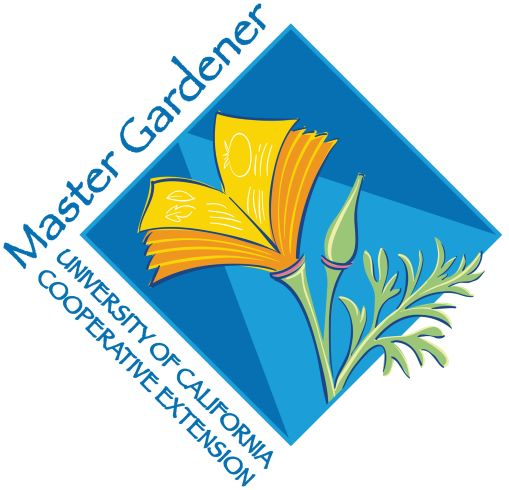 Master Gardener
UNIVERSITY OF CALIFORNIA
COOPERATIVE EXTENSION